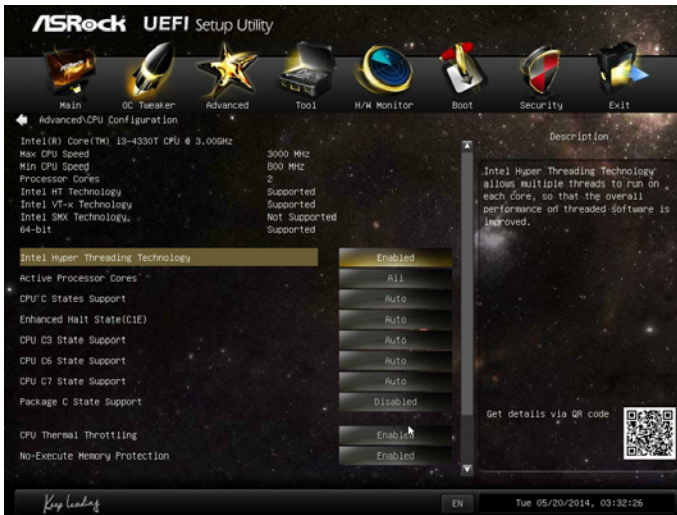 ASRock UEFI Setup Utility
Main OC Tweaker Advanced Tool H/W Monitor Boot Security Exit
Advanced\CPU Configuration
Description
Intel(R) Core(TM) i3-4330T CPU @ 3.00GHz
Max CPU Speed 3000 MHz
Min CPU Speed 800 MHz
Processor Cores 2
Intel HT Technology Supported
Intel VT-x Technology Supported
Intel SMX Technology Not Supported
64-bit Supported
Intel Hyper Threading Technology
allows multiple threads to run on
each core, so that the overall
performance on threaded software is
improved.
Intel Hyper Threading Technology Enabled
Active Processor Cores All
CPU C States Support Auto
Enhanced Halt State(C1E) Auto
CPU C3 State Support Auto
CPU C6 State Support Auto
CPU C7 State Support Auto
Package C State Support Disabled
CPU Thermal Throttling Enabled
No-Execute Memory Protection Enabled
Get details via QR code
Keep Leading
EN
Tue 05/20/2014, 03:32:26